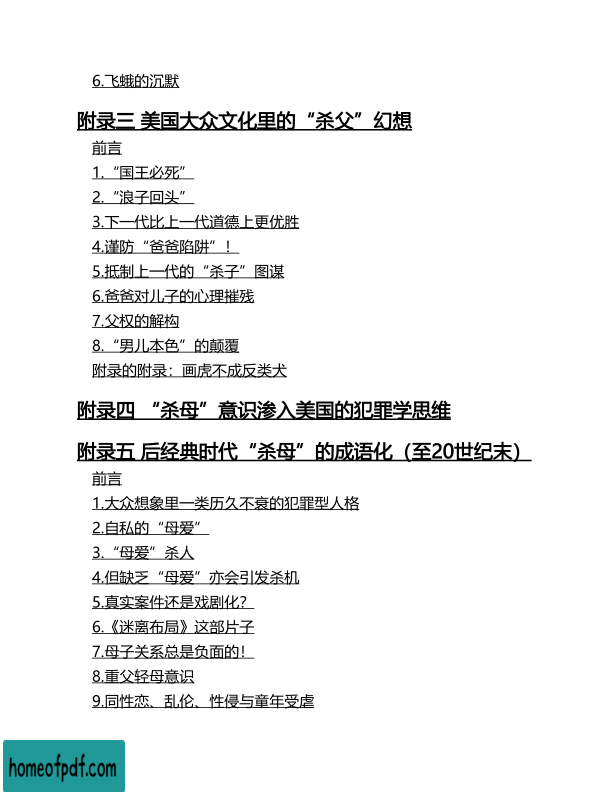 6.飞蛾的沉默
附录三 美国大众文化里的“杀父”幻想
前言
1.“国王必死”
2.“浪子回头”
3.下一代比上一代道德上更优胜
4.谨防“爸爸陷阱”！
5.抵制上一代的“杀子”图谋
6.爸爸对儿子的心理摧残
7.父权的解构
8.“男儿本色”的颠覆
附录的附录：画虎不成反类犬
附录四 “杀母”意识渗入美国的犯罪学思维
附录五 后经典时代“杀母”的成语化（至20世纪末）
前言
1.大众想象里一类历久不衰的犯罪型人格
2.自私的“母爱”
3.“母爱”杀人
4.但缺乏“母爱”亦会引发杀机
5.真实案件还是戏剧化？
6.《迷离布局》这部片子
7.母子关系总是负面的！
8.重父轻母意识
9.同性恋、乱伦、性侵与童年受虐
homeofpdf.com